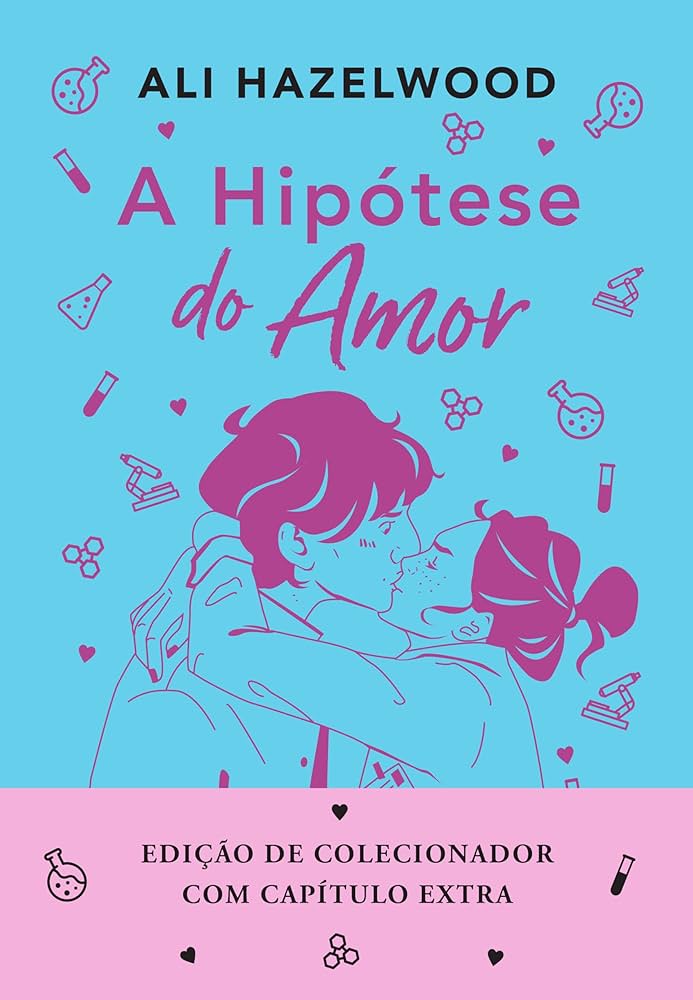 ALI HAZELWOOD
A Hipótese
do Amor
EDIÇÃO DE COLECIONADOR
COM CAPÍTULO EXTRA